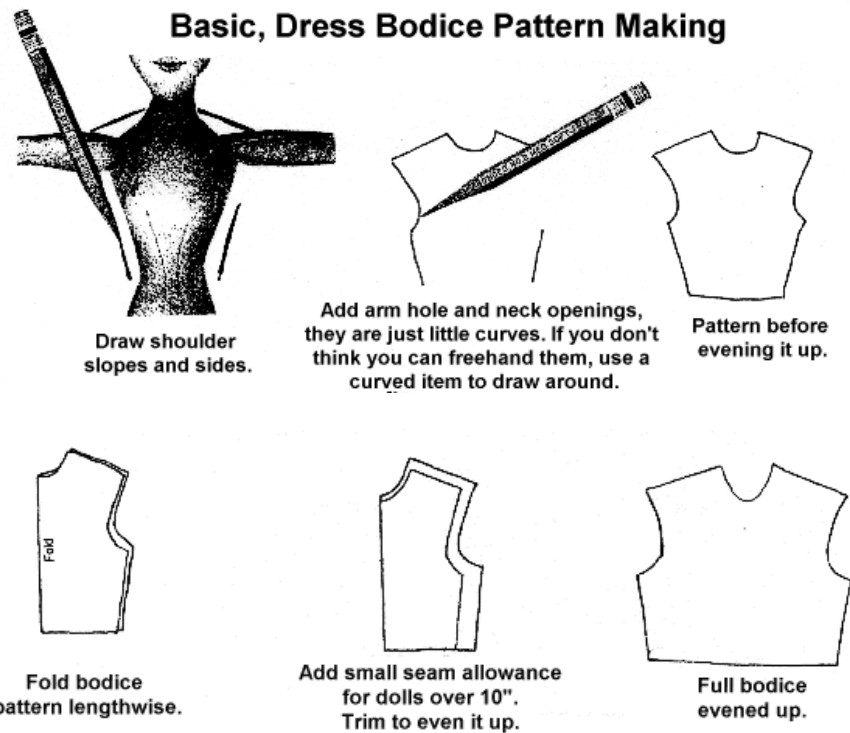 Basic, Dress Bodice Pattern Making
Draw shoulder
slopes and sides.
Add arm hole and neck openings,
they are just little curves. If you don't
think you can freehand them, use a
curved item to draw around.
Pattern before
evening it up.
Fold
Fold bodice
pattern lengthwise.
Add small seam allowance
for dolls over 10".
Trim to even it up.
Full bodice
evened up.